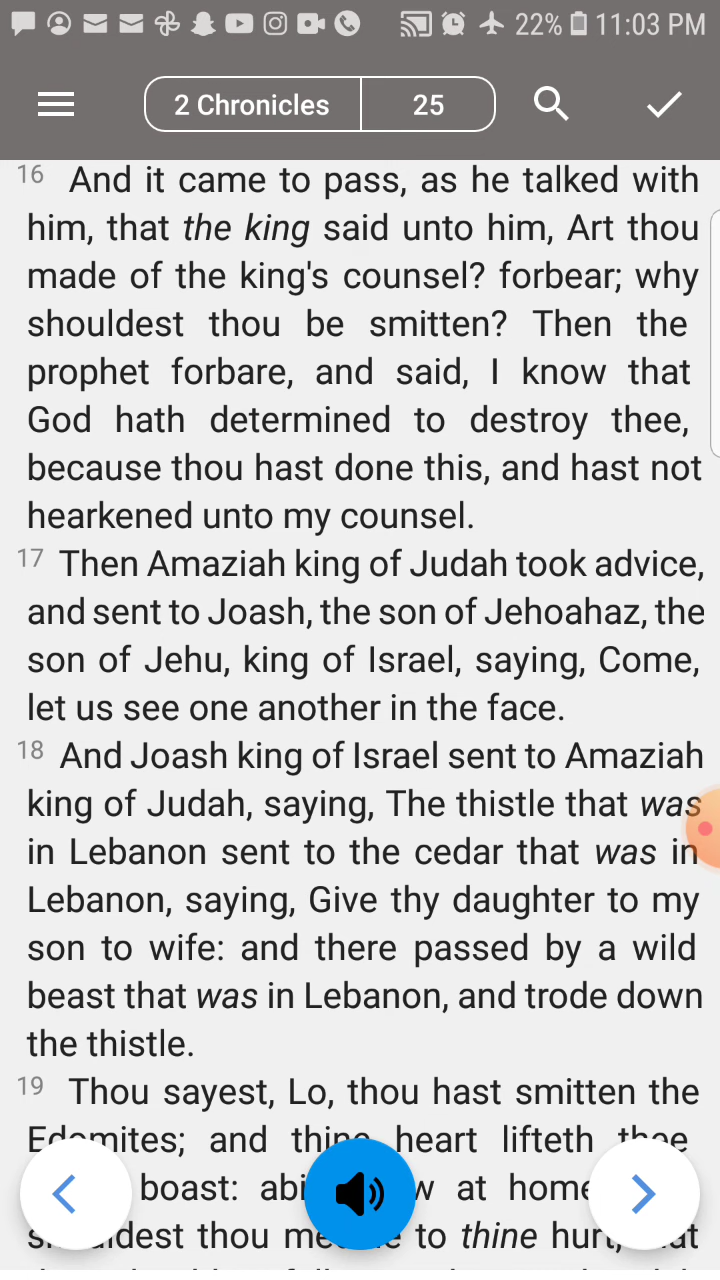 22% 11:03 PM
2 Chronicles 25
16 And it came to pass, as he talked with
him, that the king said unto him, Art thou
made of the king's counsel? forbear; why
shouldest thou be smitten? Then the
prophet forbare, and said, I know that
God hath determined to destroy thee,
because thou hast done this, and hast not
hearkened unto my counsel.
17 Then Amaziah king of Judah took advice,
and sent to Joash, the son of Jehoahaz, the
son of Jehu, king of Israel, saying, Come,
let us see one another in the face.
18 And Joash king of Israel sent to Amaziah
king of Judah, saying, The thistle that was
in Lebanon sent to the cedar that was in
Lebanon, saying, Give thy daughter to my
son to wife: and there passed by a wild
beast that was in Lebanon, and trode down
the thistle.
19 Thou sayest, Lo, thou hast smitten the
Edomites; and thine heart lifteth thee
boast: at home
thou to thine hurt,